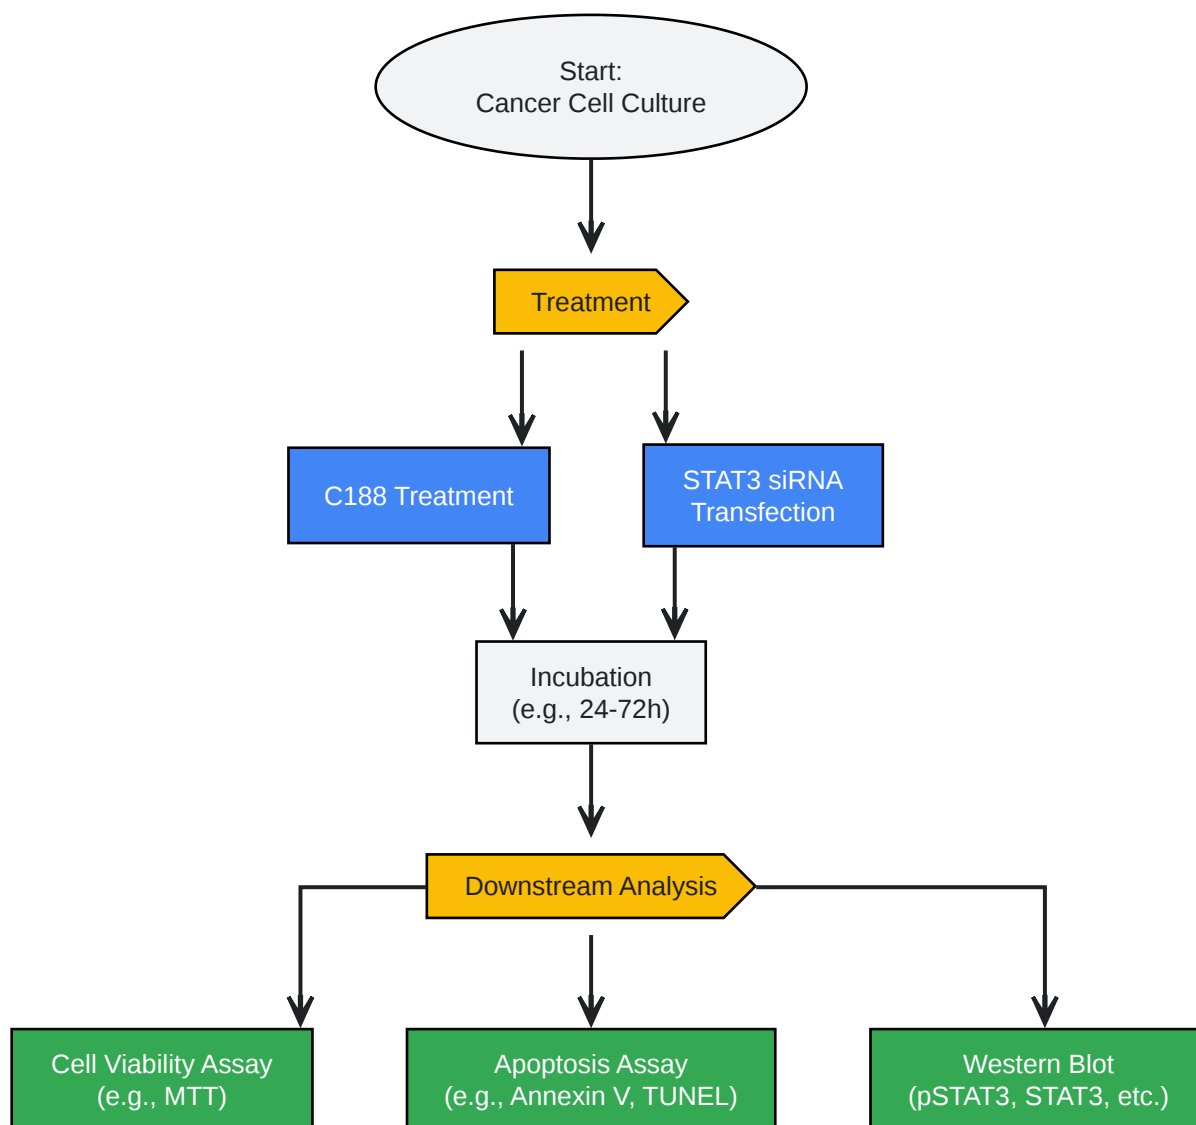 Start:
Cancer Cell Culture
Treatment
C188 Treatment
STAT3 siRNA
Transfection
Incubation
(e.g., 24-72h)
Downstream Analysis
Cell Viability Assay
(e.g., MTT)
Apoptosis Assay
(e.g., Annexin V, TUNEL)
Western Blot
(pSTAT3, STAT3, etc.)